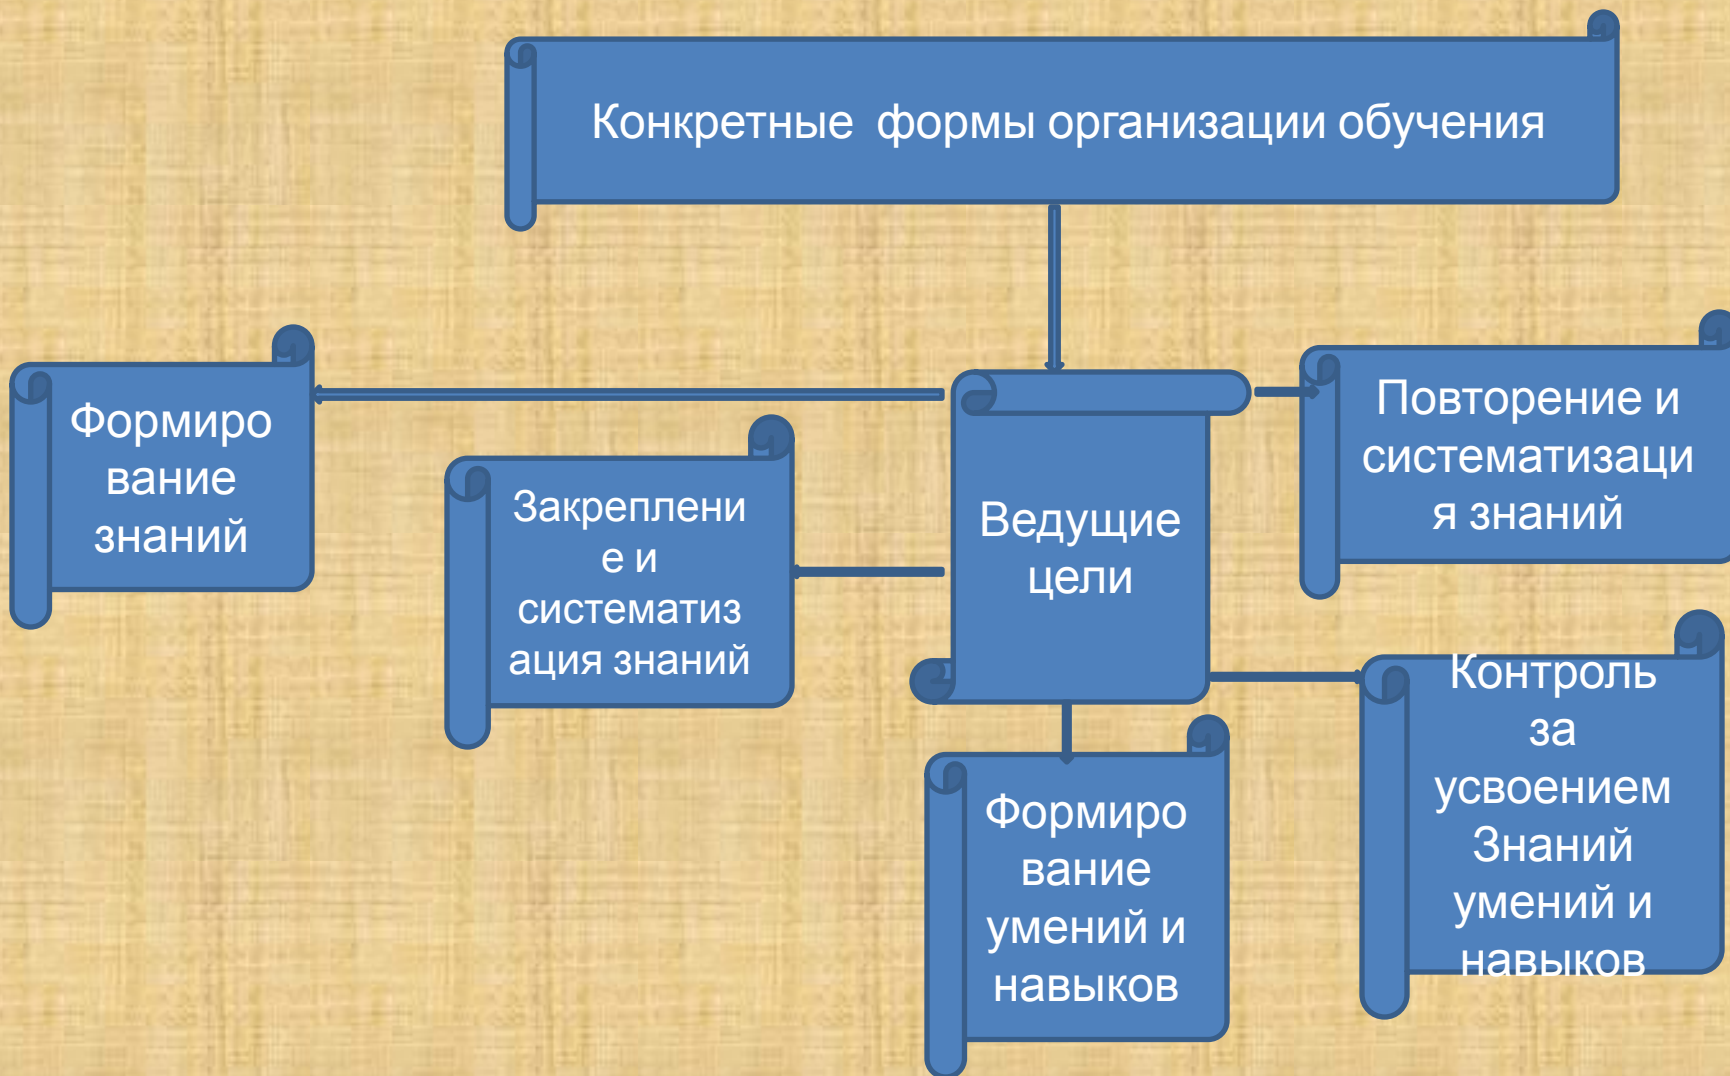 Конкретные формы организации обучения
Формиро
вание
знаний
Закреплени
е и
систематиз
ация знаний
Ведущие
цели
Повторение и
систематизаци
я знаний
Формиро
вание
умений и
навыков
Контроль
за
усвоением
Знаний
умений и
навыков